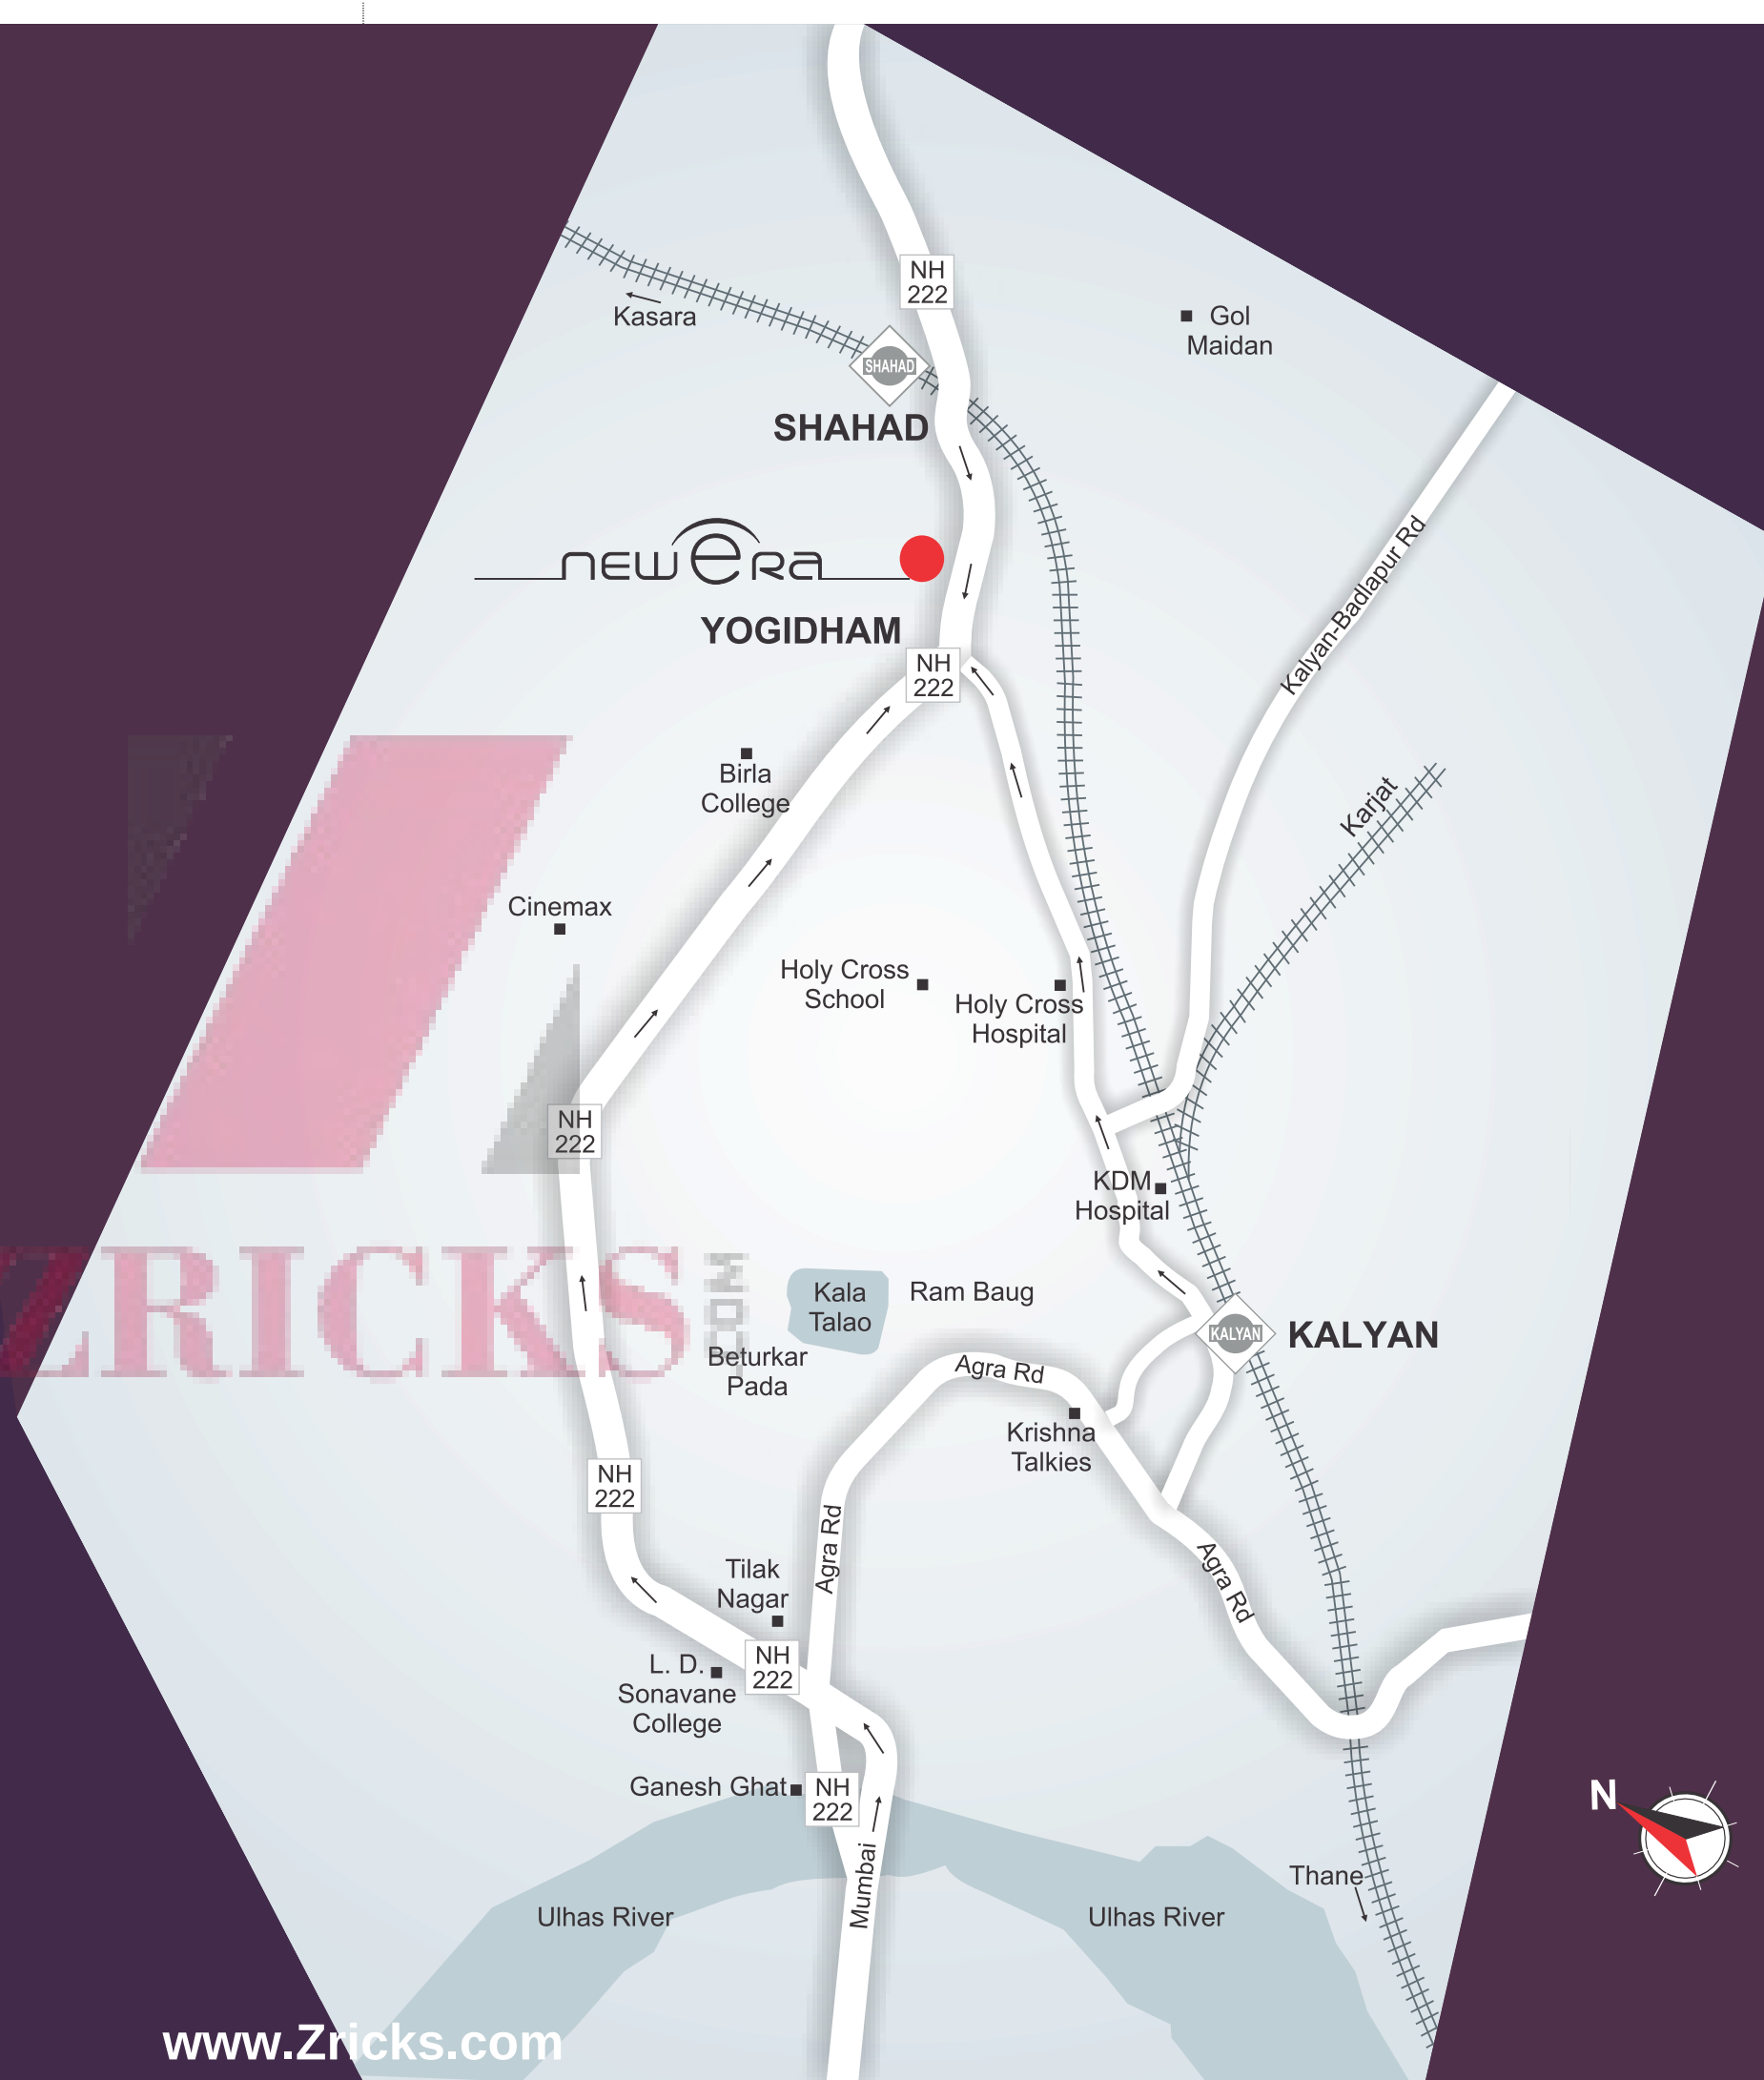 NH
222
Kasara
Gol
Maidan
SHAHAD
SHAHAD
newera
YOGIDHAM
NH
222
Kalyan-Badlapur Rd
Birla
College
Karjat
Cinemax
Holy Cross
School
Holy Cross
Hospital
NH
222
KDM
Hospital
ZRICKS
.COM
Kala
Talao
Ram Baug
KALYAN
KALYAN
Beturkar
Pada
Agra Rd
Krishna
Talkies
NH
222
Agra Rd
Tilak
Nagar
Agra Rd
NH
222
L. D.
Sonavane
College
Ganesh Ghat
NH
222
N
Mumbai
Thane
Ulhas River
Ulhas River
www.Zricks.com